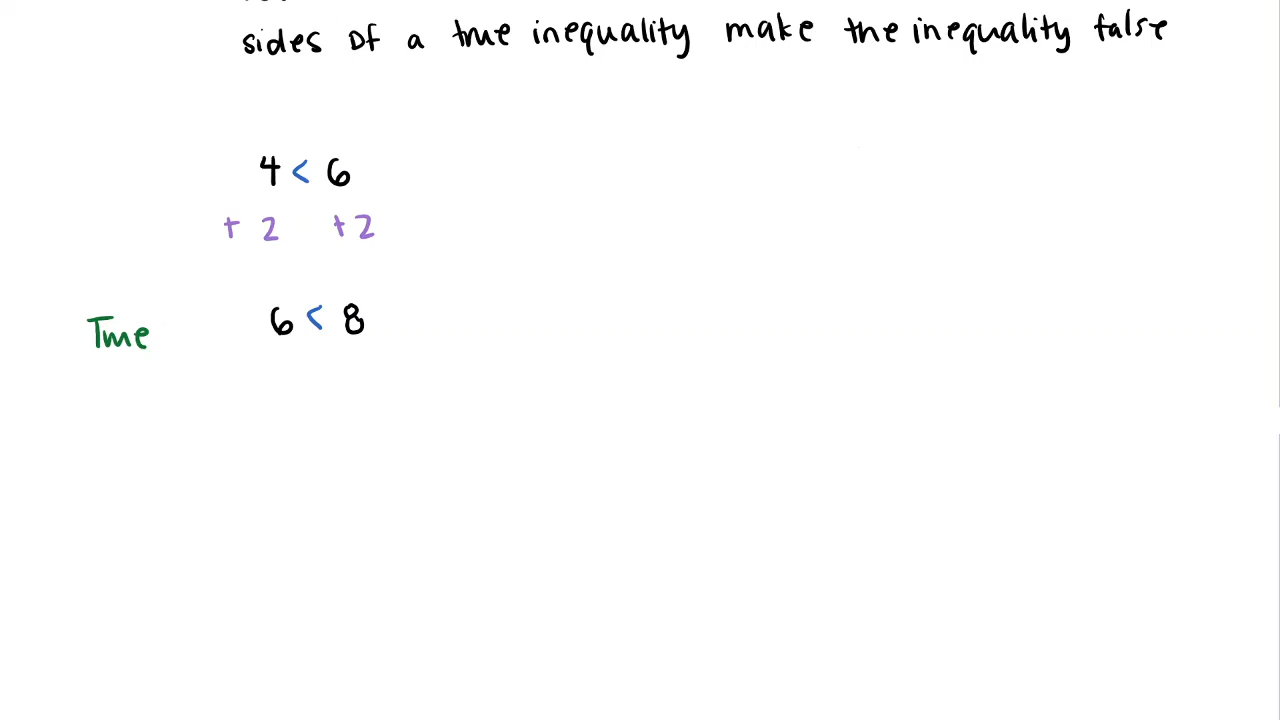 sides of a true inequality make the inequality false
4 < 6
+ 2 +2
6 < 8
True